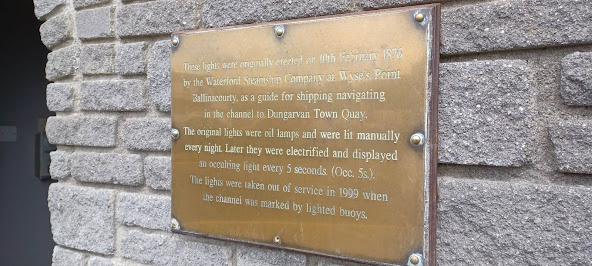 These lights were originally erected on 10th February 1878
by the Waterford Steamship Company at Wyse's Point
Ballinacourty, as a guide for shipping navigating
in the channel to Dungarvan Town Quay.
The original lights were oil lamps and were lit manually
every night. Later they were electrified and displayed
an occulting light every 5 seconds. (Occ. 5s.).
The lights were taken out of service in 1999 when
the channel was marked by lighted buoys.